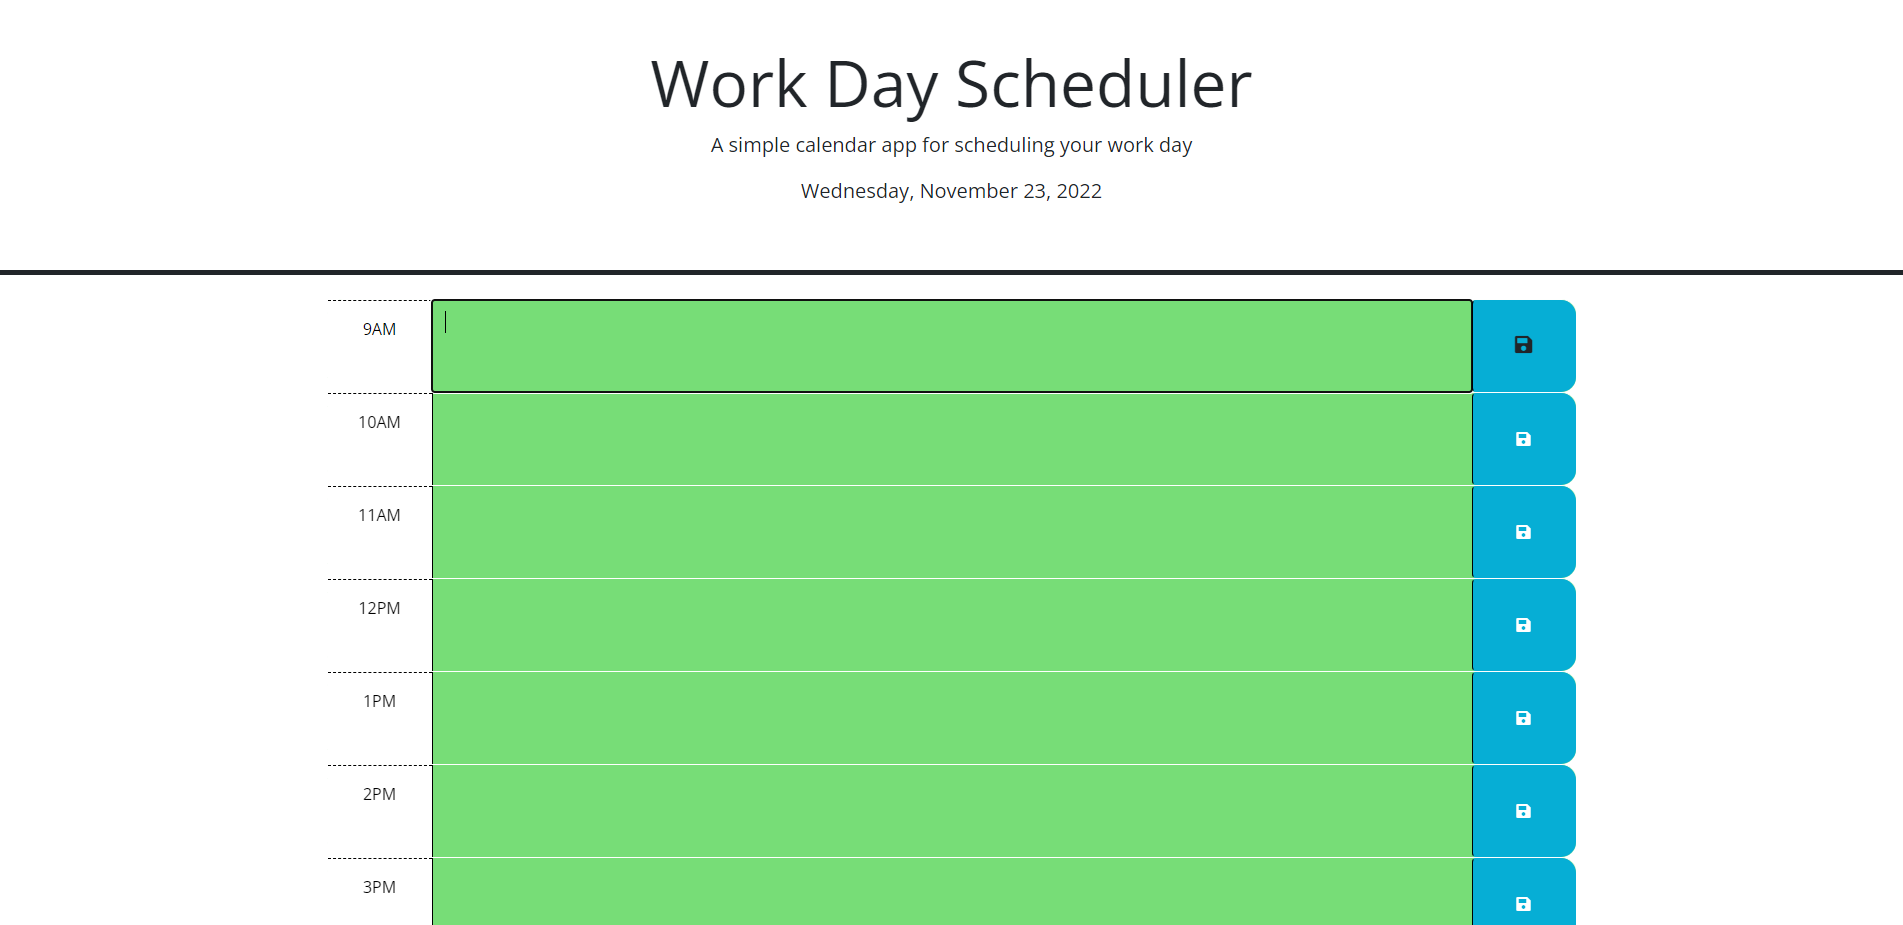 Work Day Scheduler
A simple calendar app for scheduling your work day
Wednesday, November 23, 2022
9AM
10AM
11AM
12PM
1PM
2PM
3PM